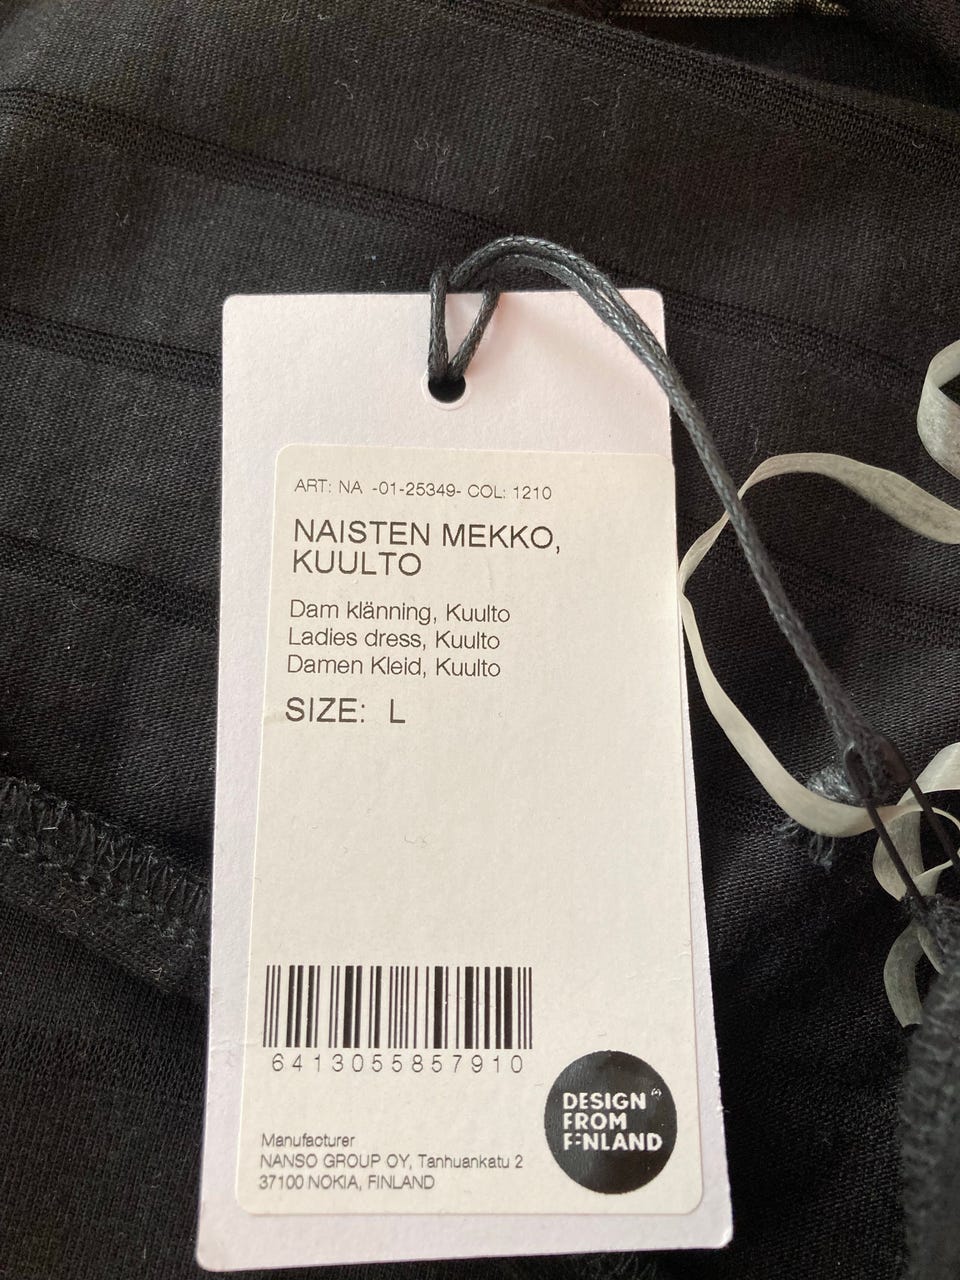 ART: NA -01-25349- COL: 1210
NAISTEN MEKKO,
KUULTO
Dam klänning, Kuulto
Ladies dress, Kuulto
Damen Kleid, Kuulto
SIZE: L
6413055857910
DESIGN
FROM
FINLAND
Manufacturer
NANSO GROUP OY, Tanhuankatu 2
37100 NOKIA, FINLAND